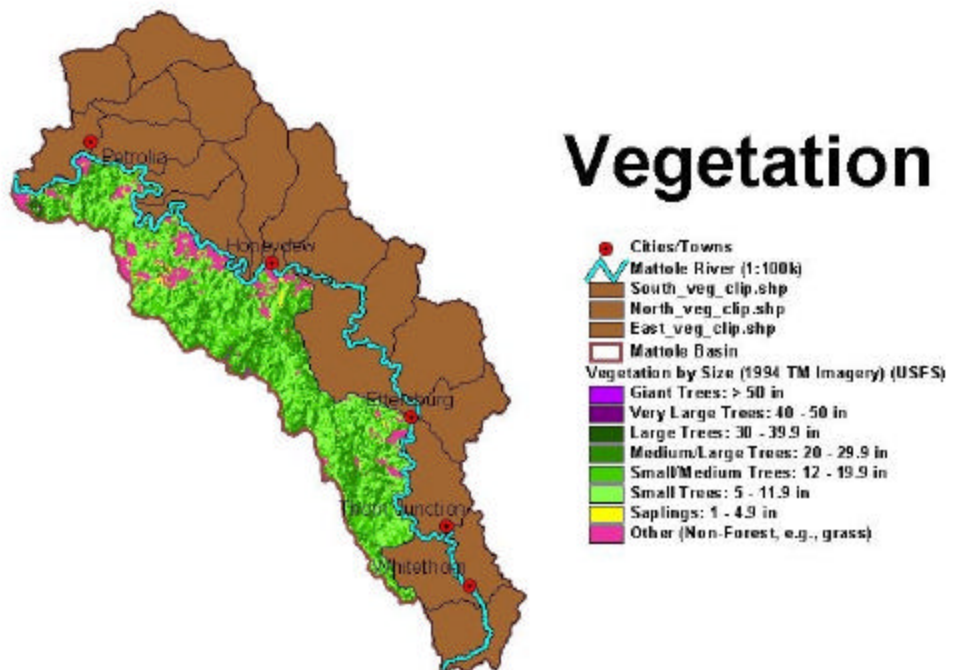 Vegetation
Petrolia
Honeydew
Ettersburg
Thorn Junction
Whitethorn
Cities/Towns
Mattole River (1:100k)
South_veg_clip.shp
North_veg_clip.shp
East_veg_clip.shp
Mattole Basin
Vegetation by Size (1994 TM Imagery) (USFS)
Giant Trees: > 50 in
Very Large Trees: 40 - 50 in
Large Trees: 30 - 39.9 in
Medium/Large Trees: 20 - 29.9 in
Small/Medium Trees: 12 - 19.9 in
Small Trees: 5 - 11.9 in
Saplings: 1 - 4.9 in
Other (Non-Forest, e.g., grass)